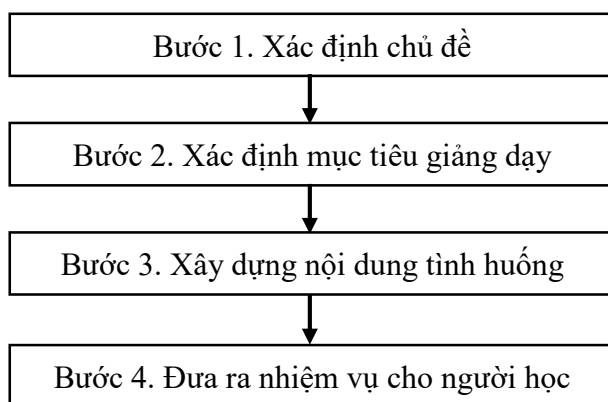 Bước 1. Xác định chủ đề
Bước 2. Xác định mục tiêu giảng dạy
Bước 3. Xây dựng nội dung tình huống
Bước 4. Đưa ra nhiệm vụ cho người học